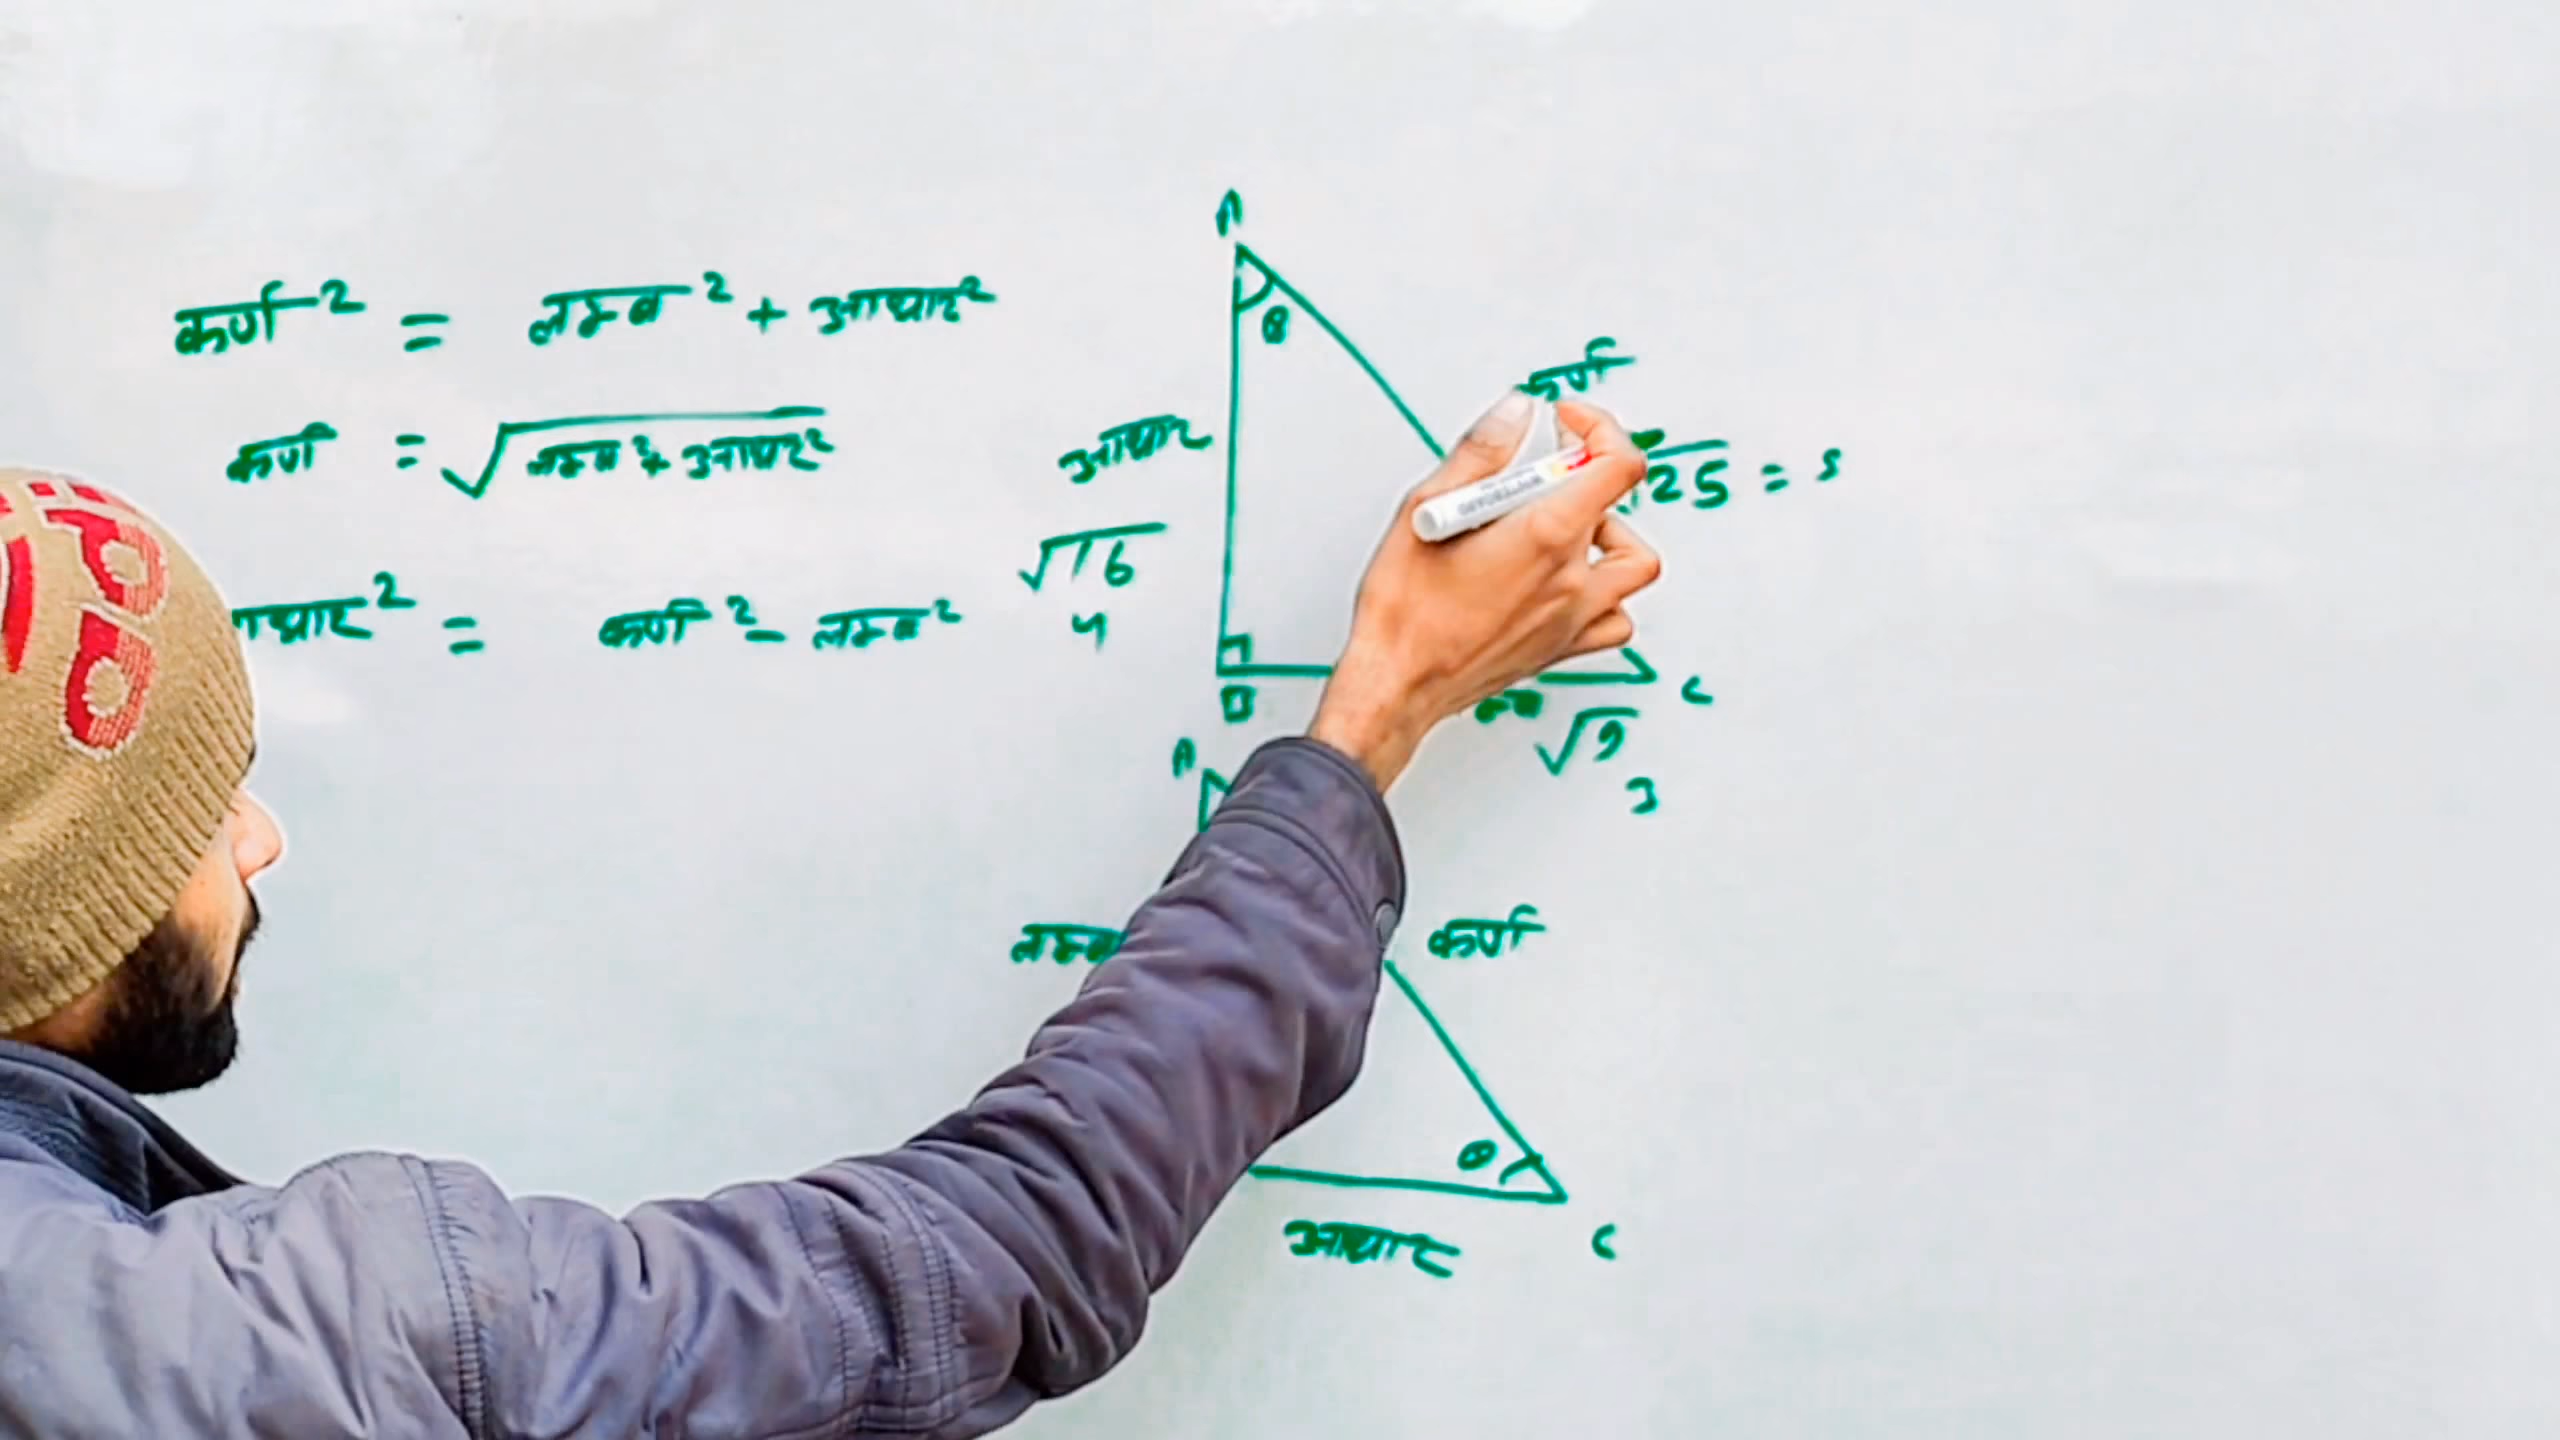 कर्ण² = लम्ब² + आधार²
कर्ण = √लम्ब² + आधार²
ाधार² = कर्ण² - लम्ब²
A
θ
कर्ण
आधार
√25 = 5
√16
4
B
C
म्ब
√9
3
A
लम्ब
कर्ण
θ
आधार
C